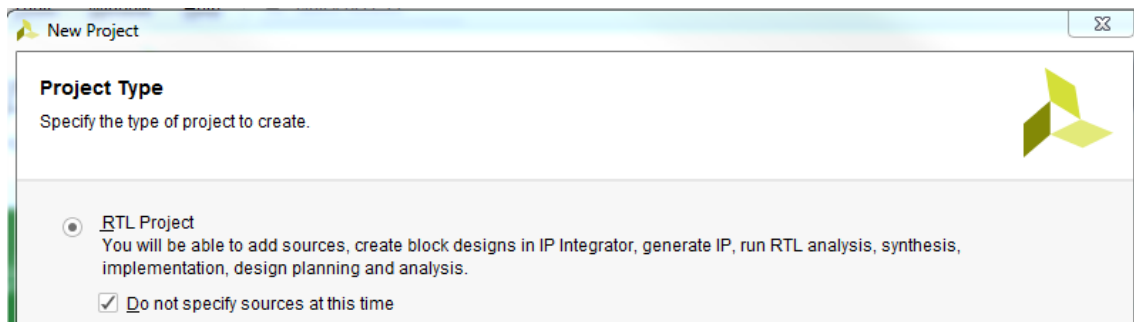 New Project
Project Type
Specify the type of project to create.
RTL Project
You will be able to add sources, create block designs in IP Integrator, generate IP, run RTL analysis, synthesis,
implementation, design planning and analysis.
Do not specify sources at this time